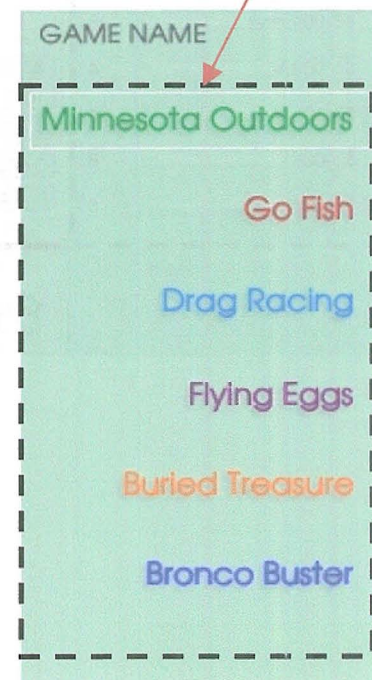 GAME NAME
Minnesota Outdoors
Go Fish
Drag Racing
Flying Eggs
Buried Treasure
Bronco Buster